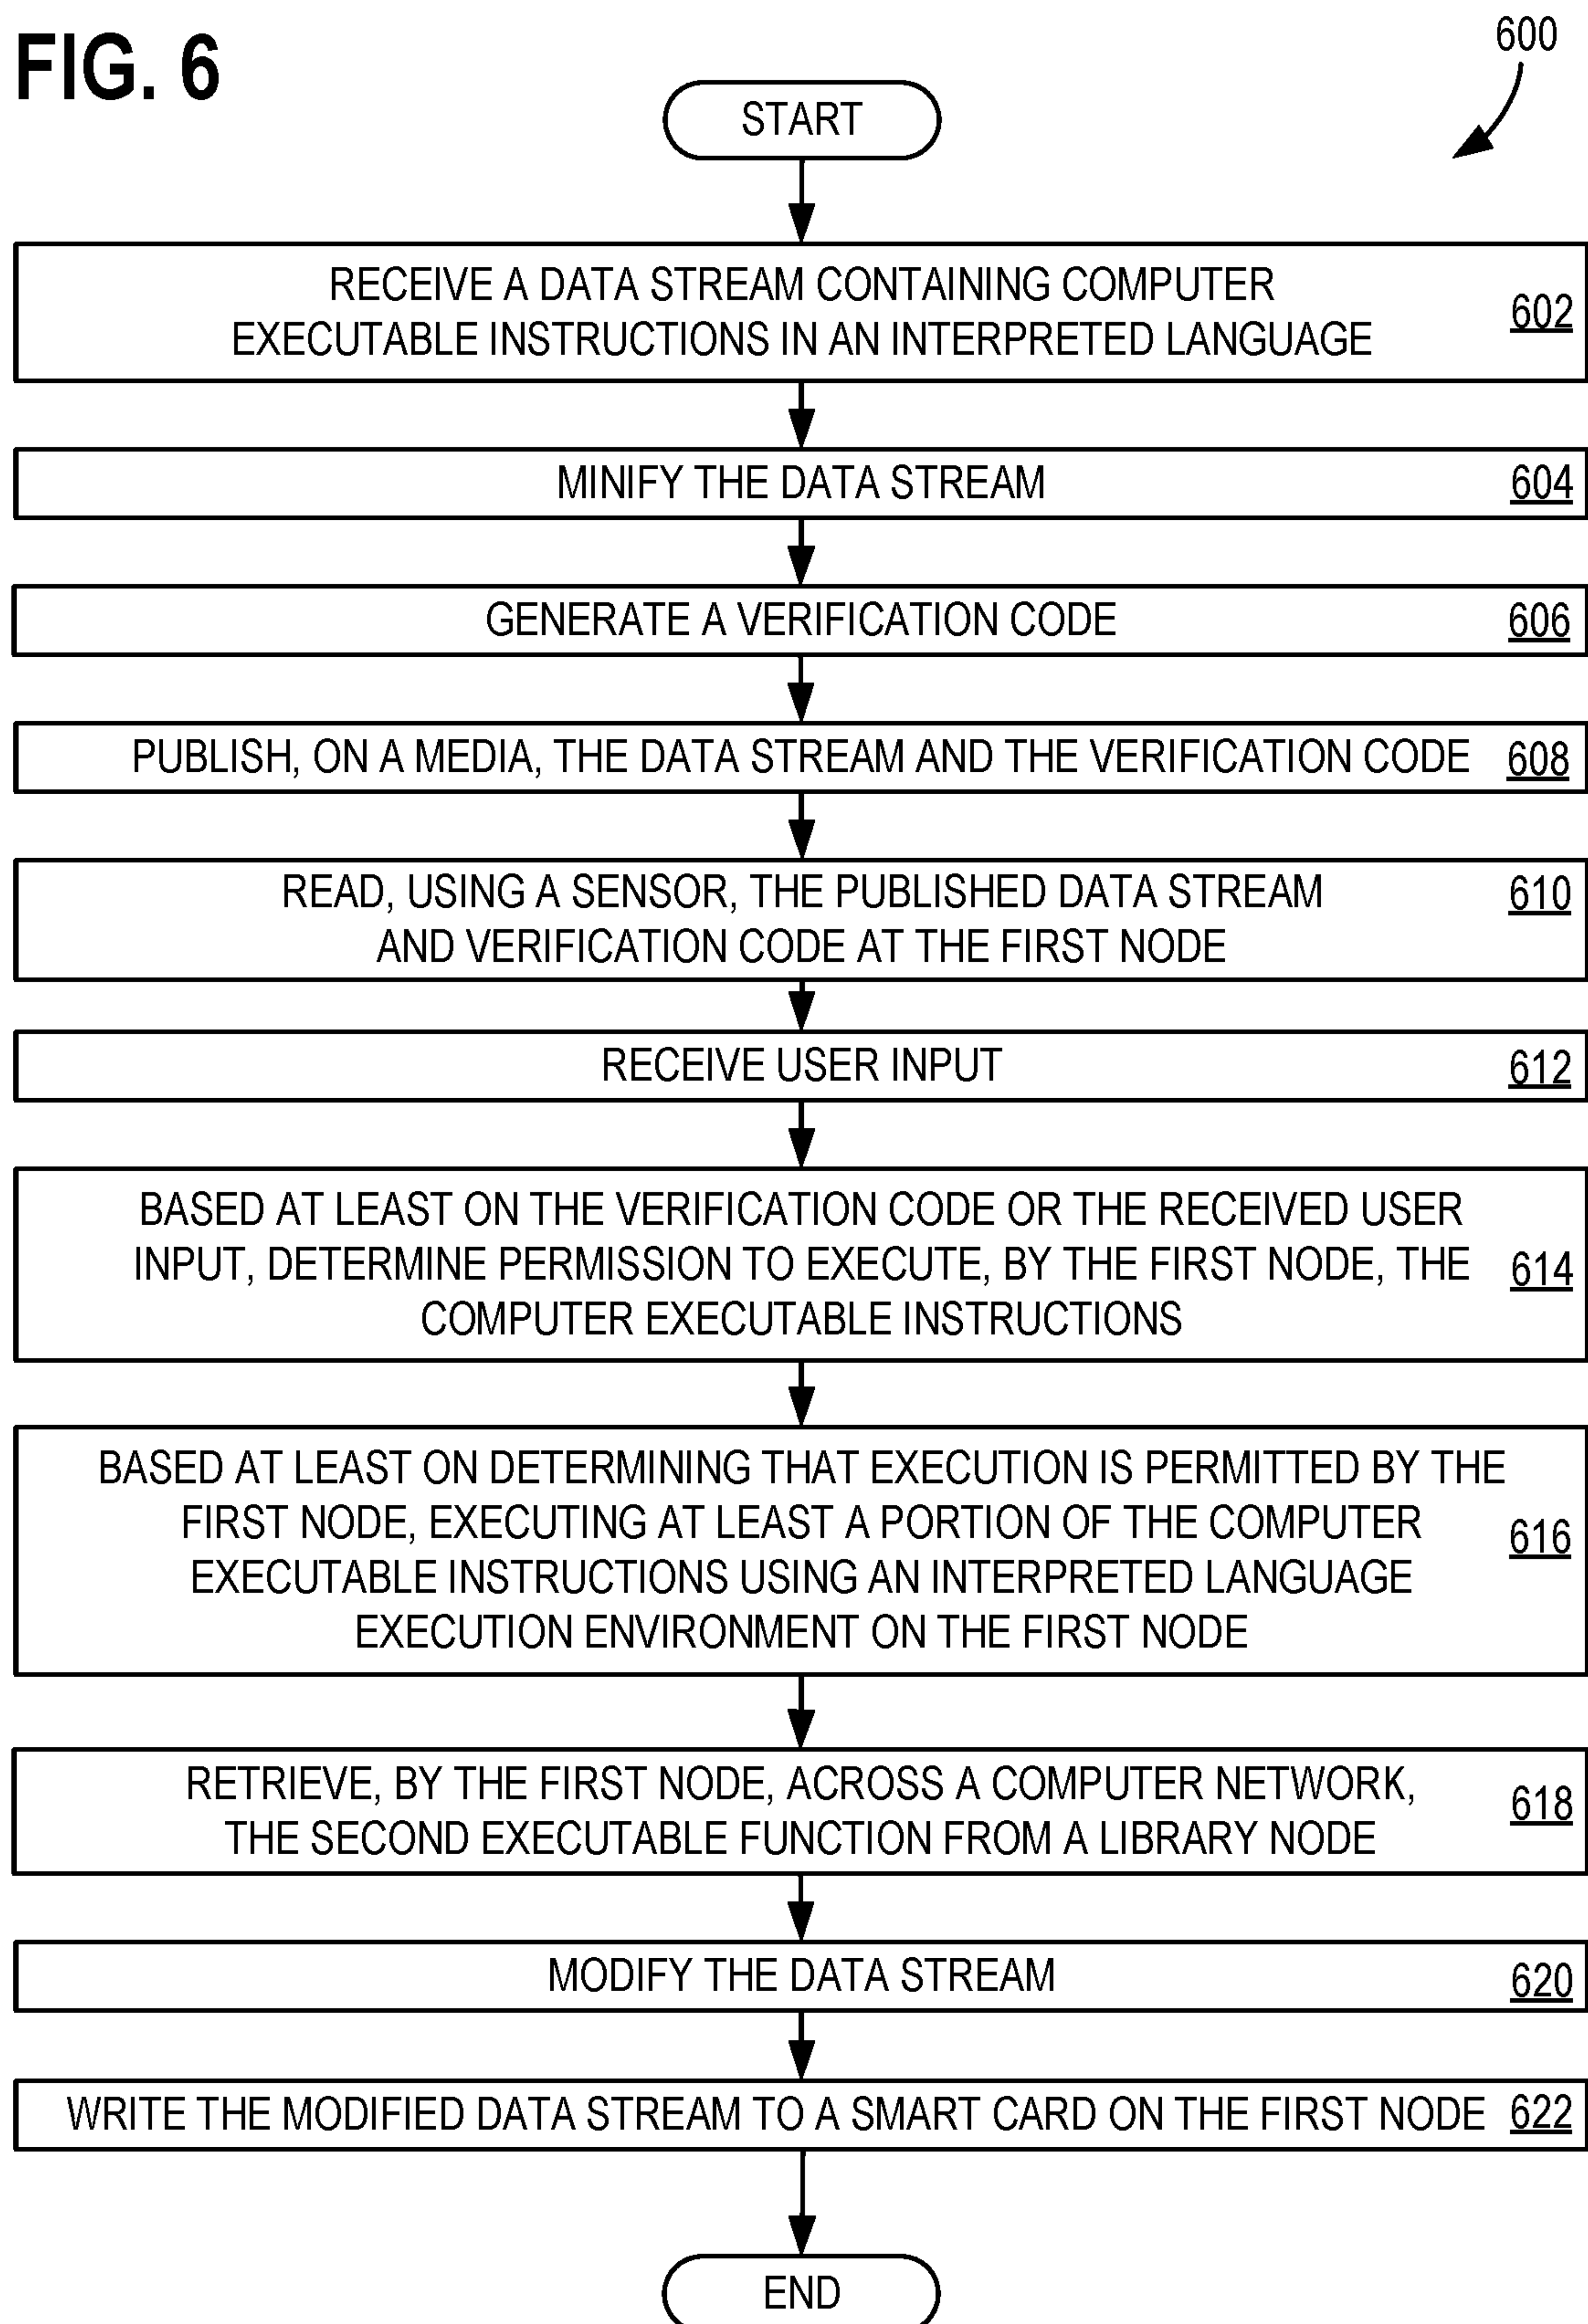 FIG. 6
600
START
RECEIVE A DATA STREAM CONTAINING COMPUTER
EXECUTABLE INSTRUCTIONS IN AN INTERPRETED LANGUAGE
602
MINIFY THE DATA STREAM
604
GENERATE A VERIFICATION CODE
606
PUBLISH, ON A MEDIA, THE DATA STREAM AND THE VERIFICATION CODE
608
READ, USING A SENSOR, THE PUBLISHED DATA STREAM
AND VERIFICATION CODE AT THE FIRST NODE
610
RECEIVE USER INPUT
612
BASED AT LEAST ON THE VERIFICATION CODE OR THE RECEIVED USER
INPUT, DETERMINE PERMISSION TO EXECUTE, BY THE FIRST NODE, THE
COMPUTER EXECUTABLE INSTRUCTIONS
614
BASED AT LEAST ON DETERMINING THAT EXECUTION IS PERMITTED BY THE
FIRST NODE, EXECUTING AT LEAST A PORTION OF THE COMPUTER
EXECUTABLE INSTRUCTIONS USING AN INTERPRETED LANGUAGE
EXECUTION ENVIRONMENT ON THE FIRST NODE
616
RETRIEVE, BY THE FIRST NODE, ACROSS A COMPUTER NETWORK,
THE SECOND EXECUTABLE FUNCTION FROM A LIBRARY NODE
618
MODIFY THE DATA STREAM
620
WRITE THE MODIFIED DATA STREAM TO A SMART CARD ON THE FIRST NODE
622
END